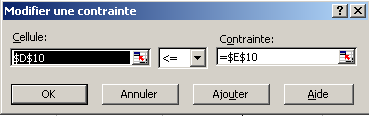 Modifier une contrainte
Cellule: Contrainte:
$D$10 <= =$E$10
OK Annuler Ajouter Aide